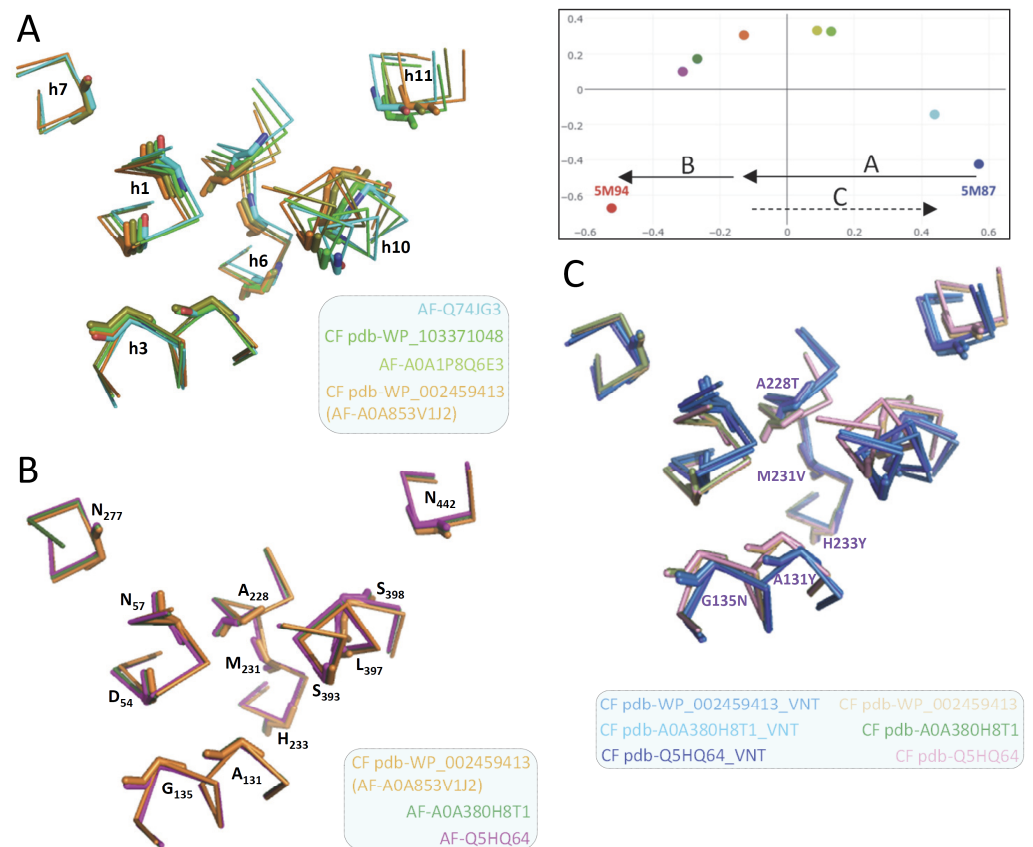 A
h7
h11
h1
h6
h10
h3
AF-Q74JG3
CF pdb-WP_103371048
AF-A0A1P8Q6E3
CF pdb-WP_002459413
(AF-A0A853V1J2)
0.4
0.2
0
−0.2
−0.4
−0.6
B
A
5M94
C
5M87
−0.6
−0.4
−0.2
0
0.2
0.4
0.6
B
N277
N442
N57
A228
S398
M231
L397
D54
S393
H233
A131
G135
CF pdb-WP_002459413
(AF-A0A853V1J2)
AF-A0A380H8T1
AF-Q5HQ64
C
A228T
M231V
H233Y
A131Y
G135N
CF pdb-WP_002459413_VNT CF pdb-WP_002459413
CF pdb-A0A380H8T1_VNT CF pdb-A0A380H8T1
CF pdb-Q5HQ64_VNT CF pdb-Q5HQ64